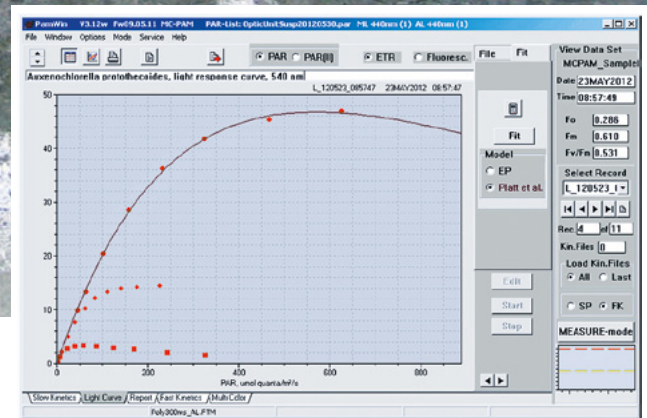 PamWin V3.12w Fw09.05.11 MC-PAM PAR-List: OpticUnitSusp20120530.par ML 440nm (1) AL 440nm (1)
File Window Options Mode Service Help
PAR PAR(II) ETR Fluoresc.
File Fit
Auxenochlorella protothecoides, light response curve, 540 nm
L_120523_085747 23MAY2012 08:57:47
50
40
30
20
10
0
0 200 400 600 800
PAR, umol quanta/m²/s
Fit
Model
EP
Platt et al.
Edit
Start
Stop
View Data Set
Date 23MAY2012
Time 08:57:49
Fo 0.286
Fm 0.610
Fv/Fm 0.531
Select Record
Rec. 4 of 11
Kin.Files 0
Load Kin.Files
All Last
SP FK
MEASURE-mode
Slow Kinetics Light Curve Report Fast Kinetics MultiColor
Poly300ms_AL.FTM